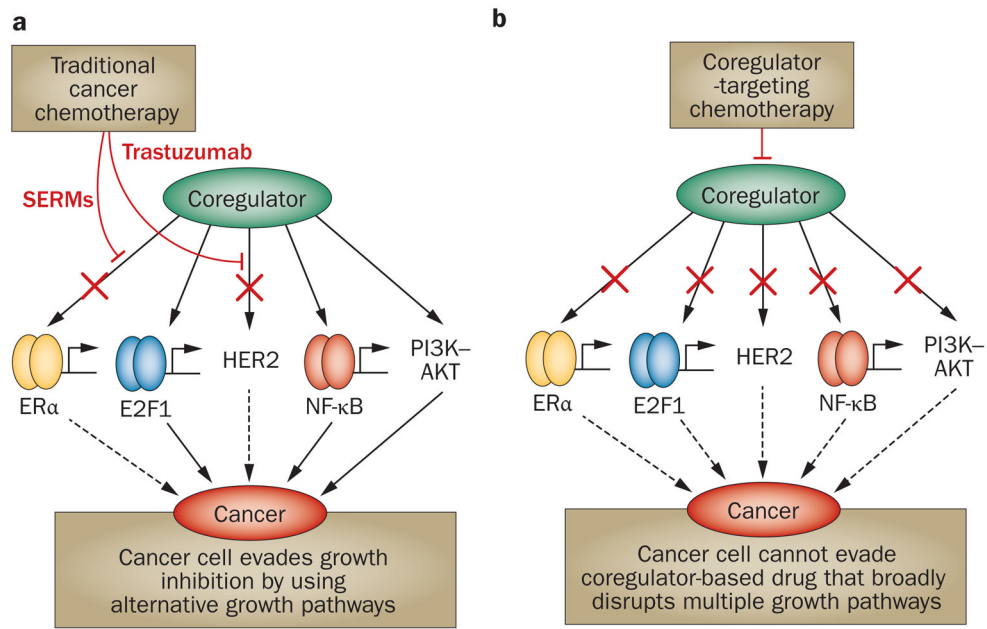 a
Traditional
cancer
chemotherapy
Trastuzumab
SERMs
Coregulator
ERα
E2F1
HER2
NF-κB
PI3K–
AKT
Cancer
Cancer cell evades growth
inhibition by using
alternative growth pathways
b
Coregulator
-targeting
chemotherapy
Coregulator
ERα
E2F1
HER2
NF-κB
PI3K–
AKT
Cancer
Cancer cell cannot evade
coregulator-based drug that broadly
disrupts multiple growth pathways